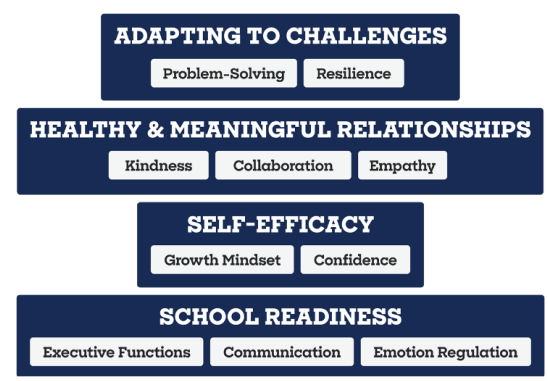 ADAPTING TO CHALLENGES
Problem-Solving Resilience
HEALTHY & MEANINGFUL RELATIONSHIPS
Kindness Collaboration Empathy
SELF-EFFICACY
Growth Mindset Confidence
SCHOOL READINESS
Executive Functions Communication Emotion Regulation